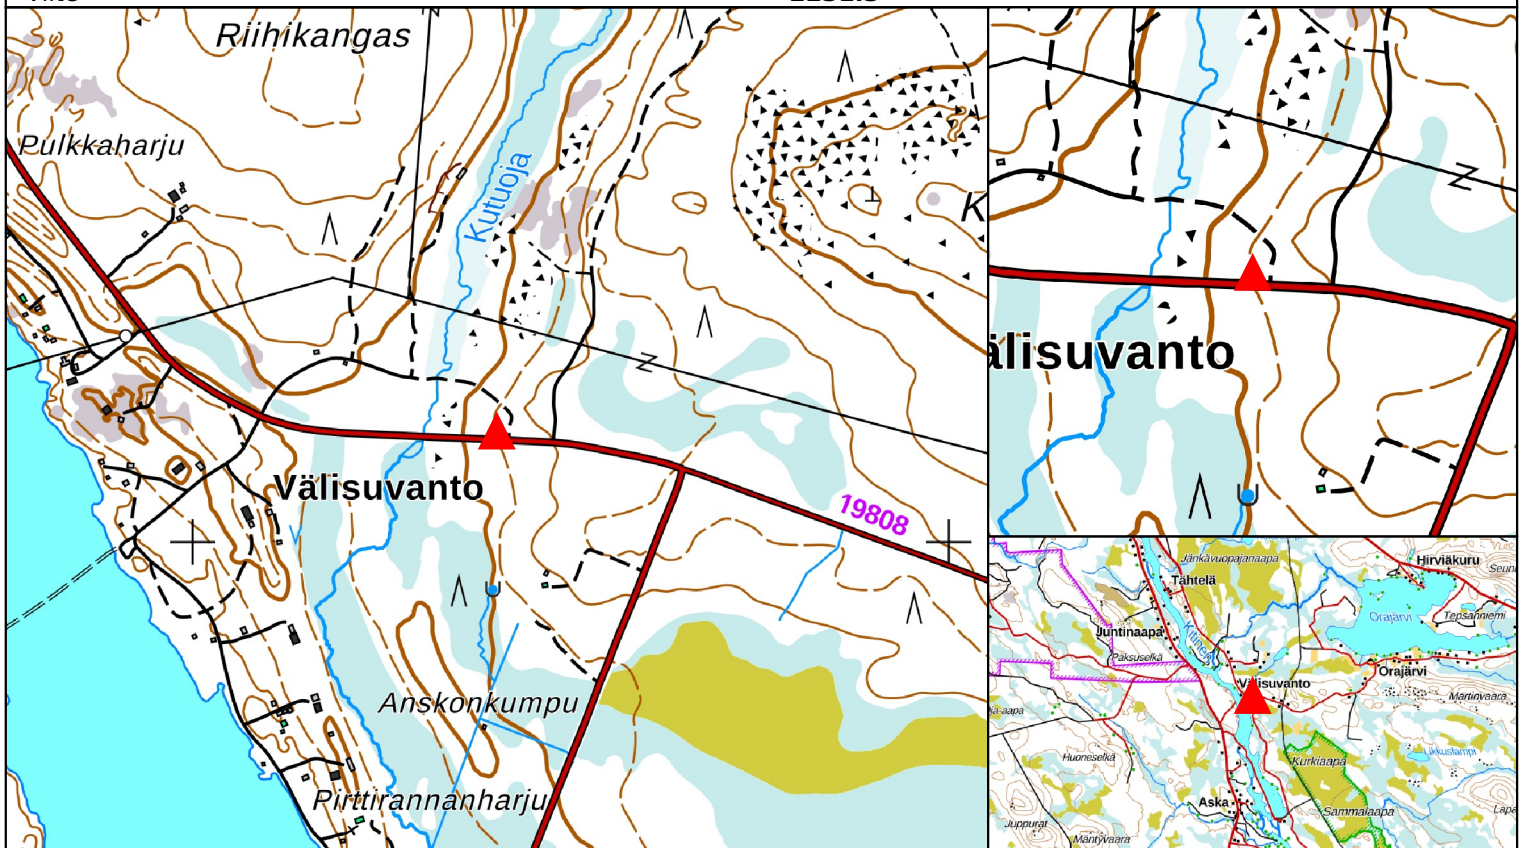 Riihikangas
Pulkkaharju
Kutuoja
K
Välisuvanto
19808
Anskonkumpu
Pirttirannanharju
älisuvanto
Jänkävuopajanaapa
Hirviäkuru
Tähtelä
Orajärvi
Tepsanniemi
Juntinaapa
Paksuselkä
Kitinen
Orajärvi
Välisuvanto
Martinvaara
Huoneselkä
Kurkiaapa
Aska
Sammalaapa
Juppurat
Mäntyvaara